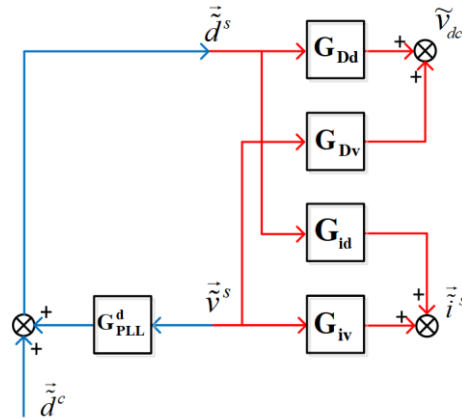 d̃⃗ˢ
G_Dd
+
ṽ_dc
+
G_Dv
G_id
+
+
G_PLL^d
+
ṽ⃗ˢ
G_iv
+
ĩ⃗ˢ
+
d̃⃗ᶜ